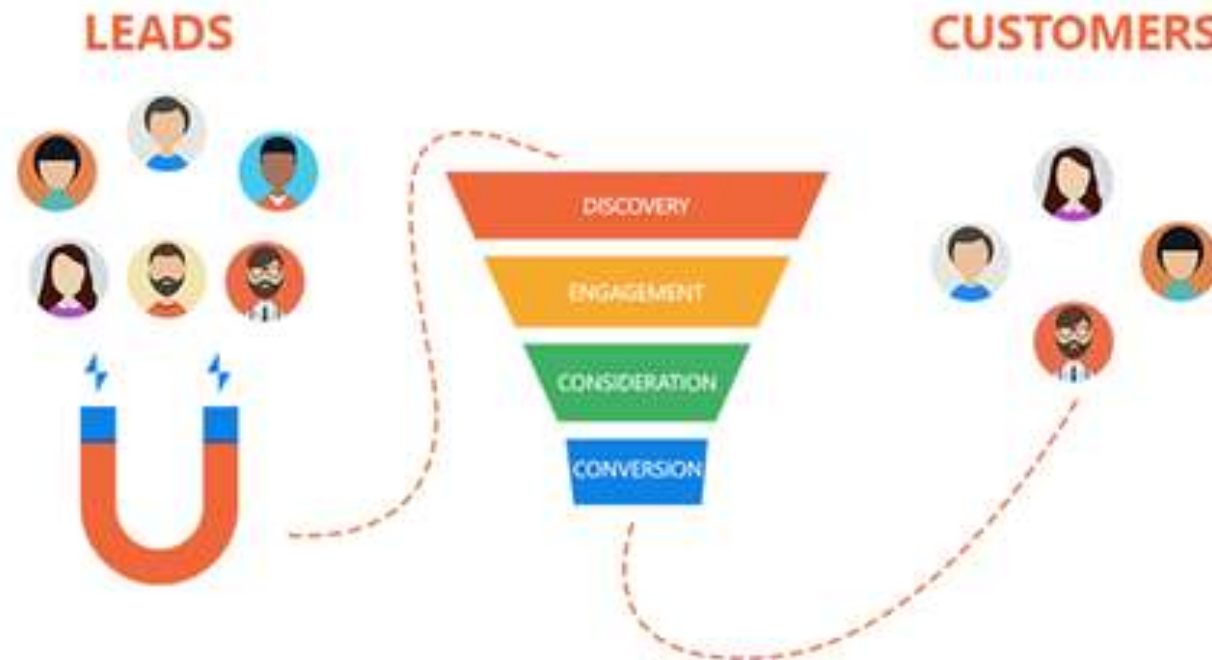 LEADS
CUSTOMERS
DISCOVERY
ENGAGEMENT
CONSIDERATION
CONVERSION